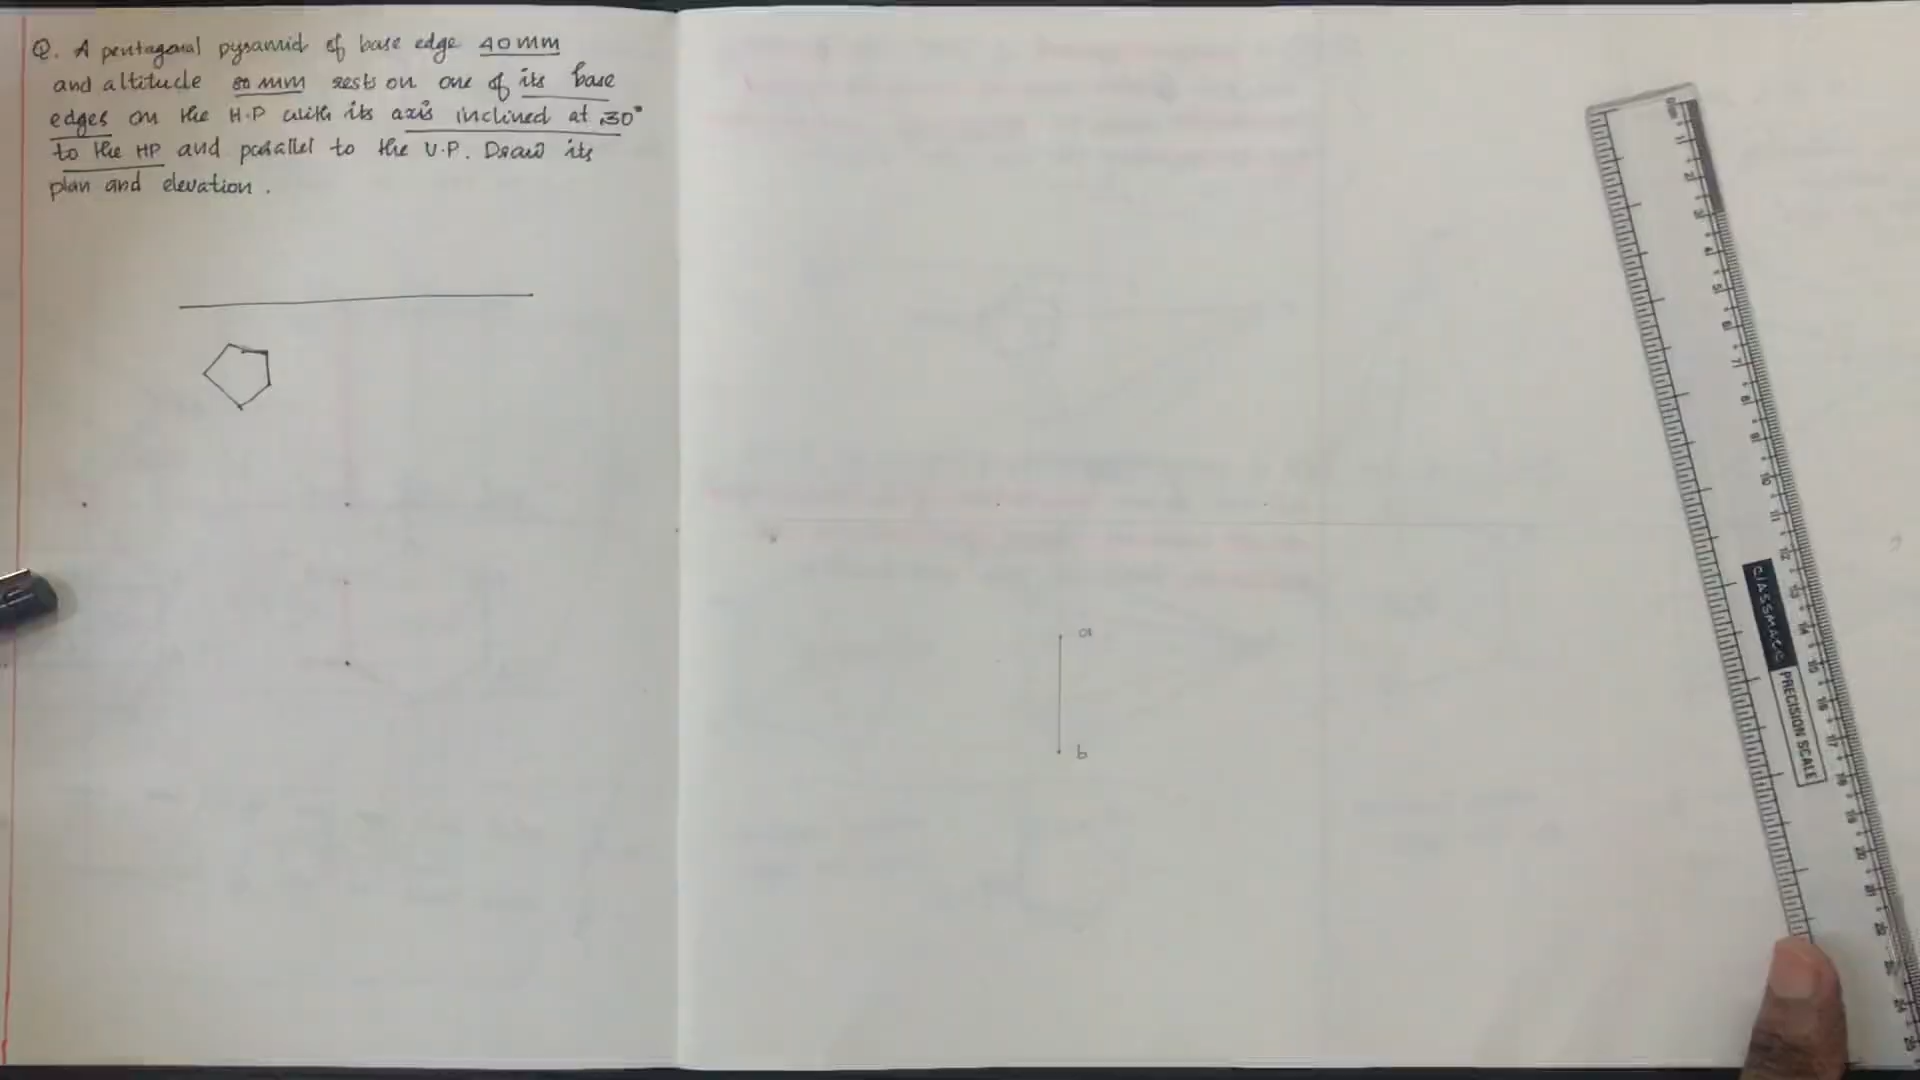 Q. A pentagonal pyramid of base edge 40mm
and altitude 80 mm rests on one of its base
edges on the H.P with its axis inclined at 30°
to the HP and parallel to the V.P. Draw its
plan and elevation.
a
b
CLASSMATE PRECISION SCALE